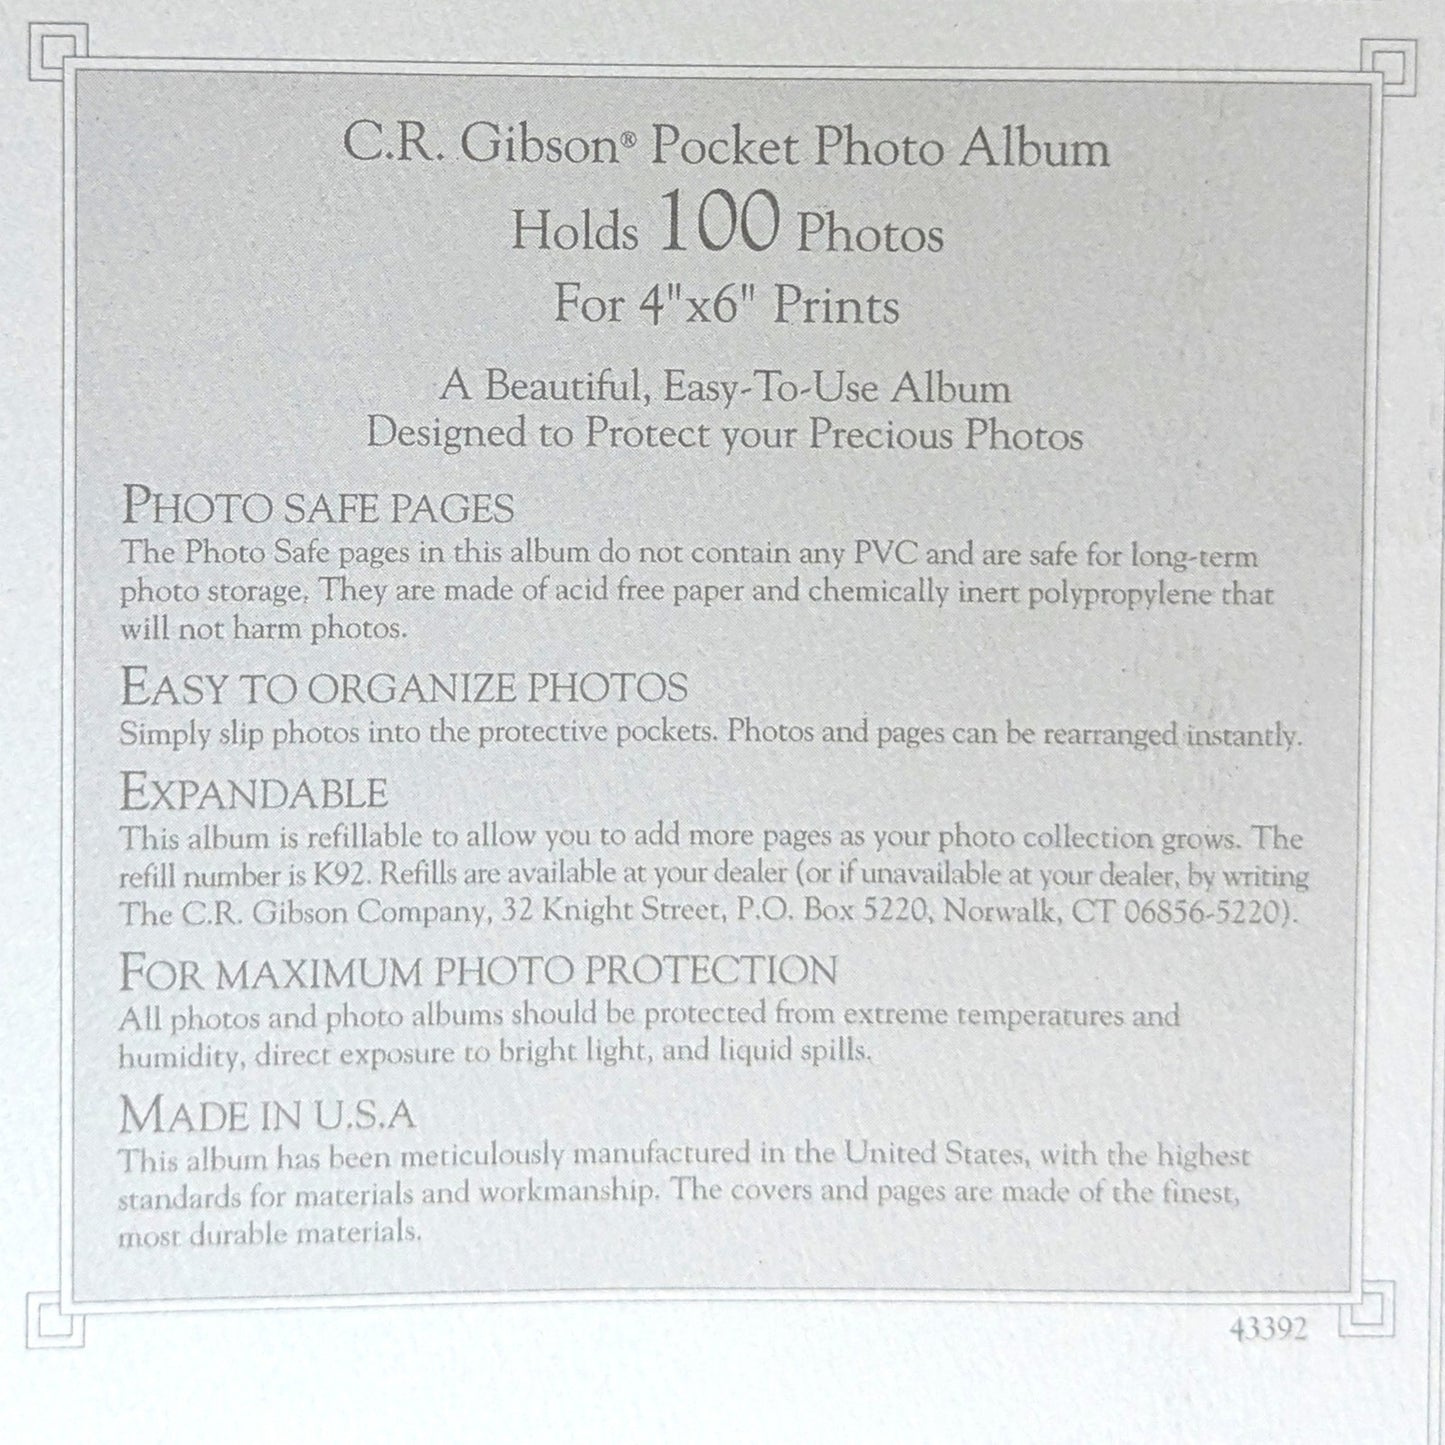 C.R. Gibson® Pocket Photo Album
Holds 100 Photos
For 4"x6" Prints
A Beautiful, Easy-To-Use Album
Designed to Protect your Precious Photos
PHOTO SAFE PAGES
The Photo Safe pages in this album do not contain any PVC and are safe for long-term
photo storage. They are made of acid free paper and chemically inert polypropylene that
will not harm photos.
EASY TO ORGANIZE PHOTOS
Simply slip photos into the protective pockets. Photos and pages can be rearranged instantly.
EXPANDABLE
This album is refillable to allow you to add more pages as your photo collection grows. The
refill number is K92. Refills are available at your dealer (or if unavailable at your dealer, by writing
The C.R. Gibson Company, 32 Knight Street, P.O. Box 5220, Norwalk, CT 06856-5220).
FOR MAXIMUM PHOTO PROTECTION
All photos and photo albums should be protected from extreme temperatures and
humidity, direct exposure to bright light, and liquid spills.
MADE IN U.S.A
This album has been meticulously manufactured in the United States, with the highest
standards for materials and workmanship. The covers and pages are made of the finest,
most durable materials.
43392